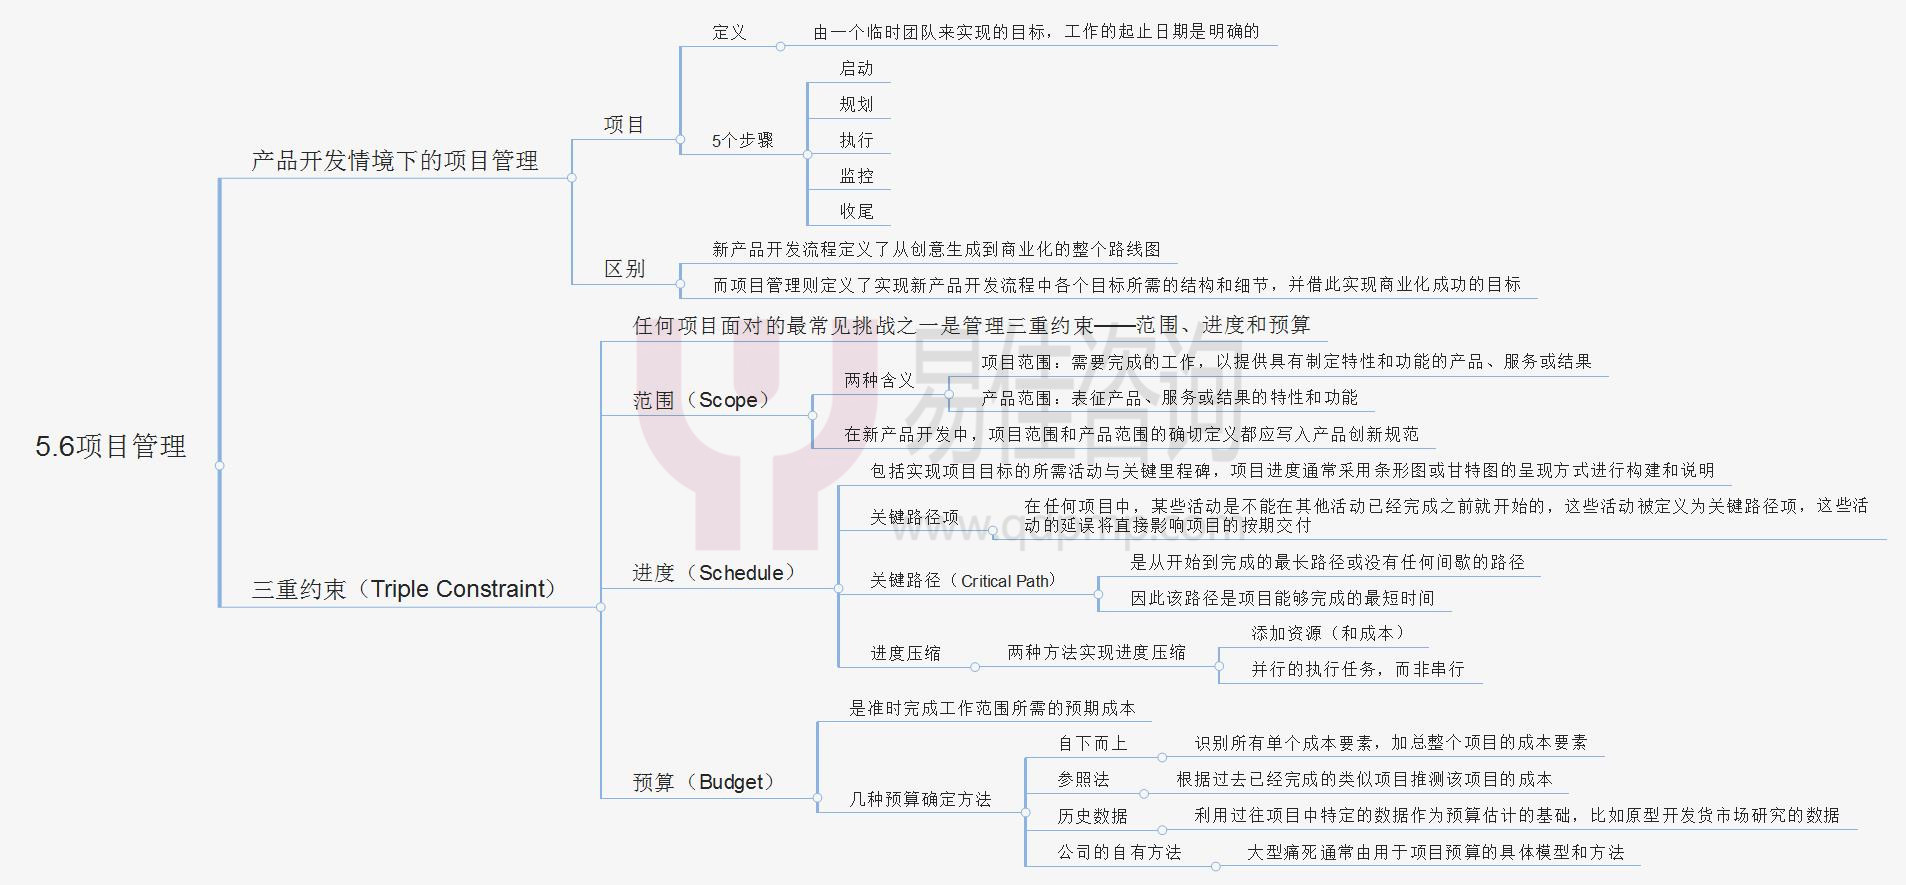 5.6项目管理
产品开发情境下的项目管理
项目
定义
由一个临时团队来实现的目标，工作的起止日期是明确的
5个步骤
启动
规划
执行
监控
收尾
区别
新产品开发流程定义了从创意生成到商业化的整个路线图
而项目管理则定义了实现新产品开发流程中各个目标所需的结构和细节，并借此实现商业化成功的目标
三重约束（Triple Constraint）
任何项目面对的最常见挑战之一是管理三重约束——范围、进度和预算
范围（Scope）
两种含义
项目范围：需要完成的工作，以提供具有制定特性和功能的产品、服务或结果
产品范围：表征产品、服务或结果的特性和功能
在新产品开发中，项目范围和产品范围的确切定义都应写入产品创新规范
进度（Schedule）
包括实现项目目标的所需活动与关键里程碑，项目进度通常采用条形图或甘特图的呈现方式进行构建和说明
关键路径项
在任何项目中，某些活动是不能在其他活动已经完成之前就开始的，这些活动被定义为关键路径项，这些活
动的延误将直接影响项目的按期交付
关键路径（Critical Path）
是从开始到完成的最长路径或没有任何间歇的路径
因此该路径是项目能够完成的最短时间
进度压缩
两种方法实现进度压缩
添加资源（和成本）
并行的执行任务，而非串行
预算（Budget）
是准时完成工作范围所需的预期成本
几种预算确定方法
自下而上
识别所有单个成本要素，加总整个项目的成本要素
参照法
根据过去已经完成的类似项目推测该项目的成本
历史数据
利用过往项目中特定的数据作为预算估计的基础，比如原型开发货市场研究的数据
公司的自有方法
大型痛死通常由用于项目预算的具体模型和方法
易佳咨询
www.qdpmp.com